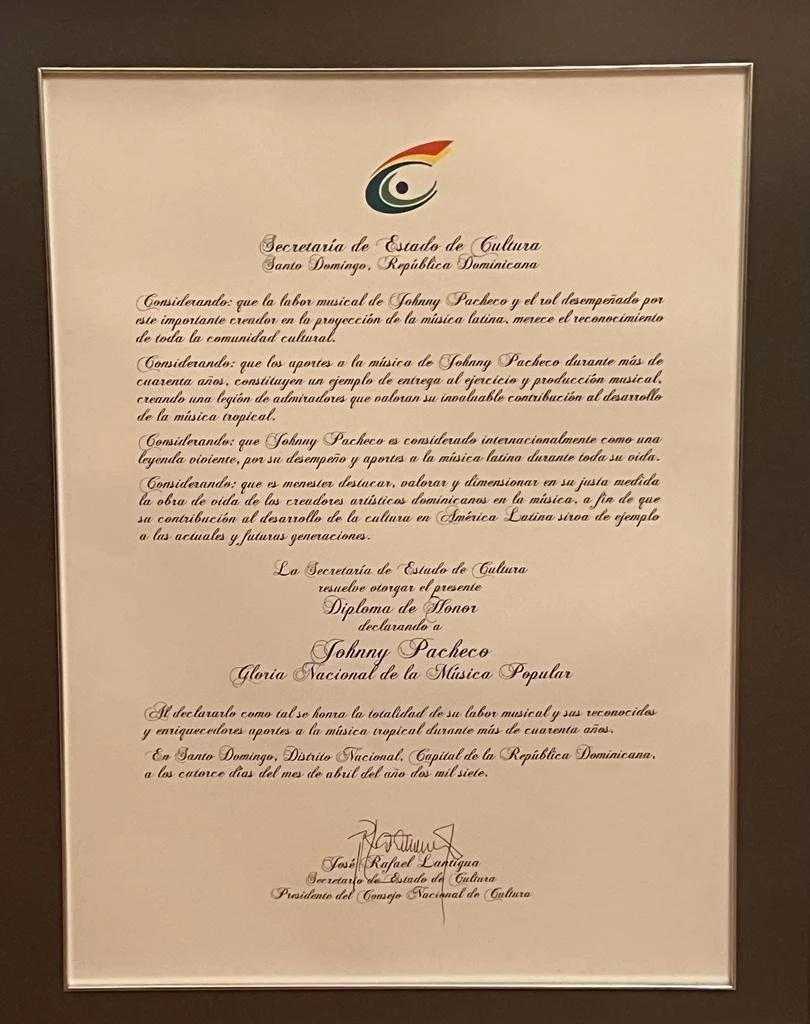 Secretaría de Estado de Cultura
Santo Domingo, República Dominicana
Considerando: que la labor musical de Johnny Pacheco y el rol desempeñado por
este importante creador en la proyección de la música latina, merece el reconocimiento
de toda la comunidad cultural.
Considerando: que los aportes a la música de Johnny Pacheco durante más de
cuarenta años, constituyen un ejemplo de entrega al ejercicio y producción musical,
creando una legión de admiradores que valoran su invaluable contribución al desarrollo
de la música tropical.
Considerando: que Johnny Pacheco es considerado internacionalmente como una
leyenda viviente, por su desempeño y aportes a la música latina durante toda su vida.
Considerando: que es menester destacar, valorar y dimensionar en su justa medida
la obra de vida de los creadores artísticos dominicanos en la música, a fin de que
su contribución al desarrollo de la cultura en América Latina sirva de ejemplo
a las actuales y futuras generaciones.
La Secretaría de Estado de Cultura
resuelve otorgar el presente
Diploma de Honor
declarando a
Johnny Pacheco
Gloria Nacional de la Música Popular
Al declararlo como tal se honra la totalidad de su labor musical y sus reconocidos
y enriquecedores aportes a la música tropical durante más de cuarenta años.
En Santo Domingo, Distrito Nacional, Capital de la República Dominicana,
a los catorce días del mes de abril del año dos mil siete.
José Rafael Lantigua
Secretario de Estado de Cultura
Presidente del Consejo Nacional de Cultura